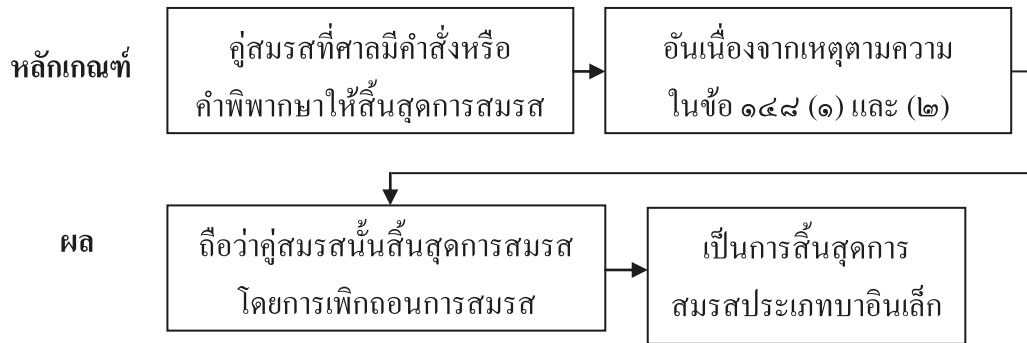 หลักเกณฑ์
คู่สมรสที่ศาลมีคำสั่งหรือ
คำพิพากษาให้สิ้นสุดการสมรส
อันเนื่องจากเหตุตามความ
ในข้อ ๑๔๘ (๑) และ (๒)
ผล
ถือว่าคู่สมรสนั้นสิ้นสุดการสมรส
โดยการเพิกถอนการสมรส
เป็นการสิ้นสุดการ
สมรสประเภทบาอินเล็ก